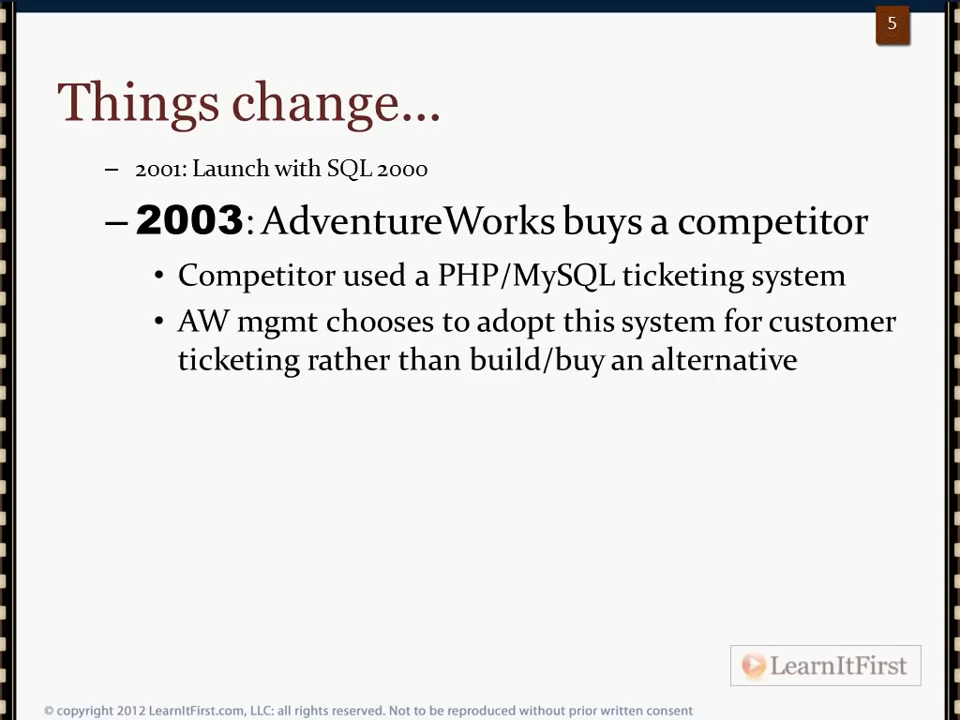 5
Things change...
– 2001: Launch with SQL 2000
– 2003: AdventureWorks buys a competitor
• Competitor used a PHP/MySQL ticketing system
• AW mgmt chooses to adopt this system for customer
ticketing rather than build/buy an alternative
LearnItFirst
© copyright 2012 LearnItFirst.com, LLC: all rights reserved. Not to be reproduced without prior written consent